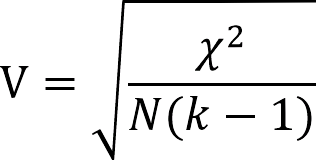 V = √(χ² / N(k − 1))